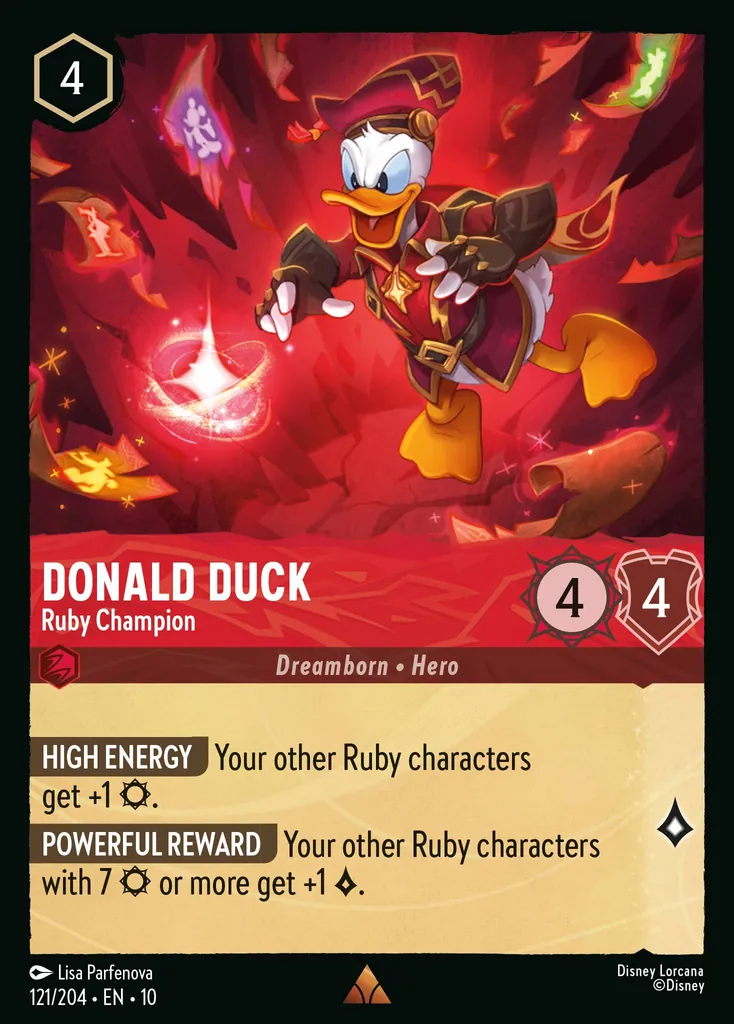 4
DONALD DUCK
Ruby Champion
4 4
Dreamborn • Hero
HIGH ENERGY Your other Ruby characters
get +1 .
POWERFUL REWARD Your other Ruby characters
with 7 or more get +1 .
Lisa Parfenova
121/204 • EN • 10
Disney Lorcana
©Disney